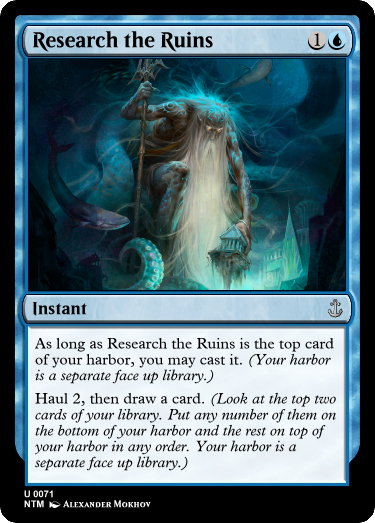 Research the Ruins 1
Instant
As long as Research the Ruins is the top card
of your harbor, you may cast it. (Your harbor
is a separate face up library.)
Haul 2, then draw a card. (Look at the top two
cards of your library. Put any number of them on
the bottom of your harbor and the rest on top
of your harbor in any order. Your harbor is a
separate face up library.)
U 0071
NTM Alexander Mokhov